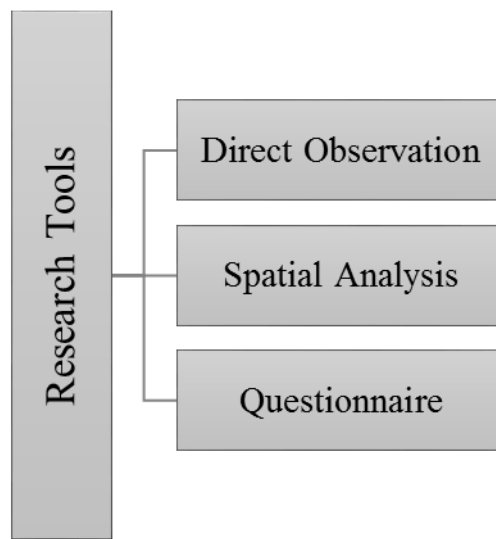 Research Tools
Direct Observation
Spatial Analysis
Questionnaire